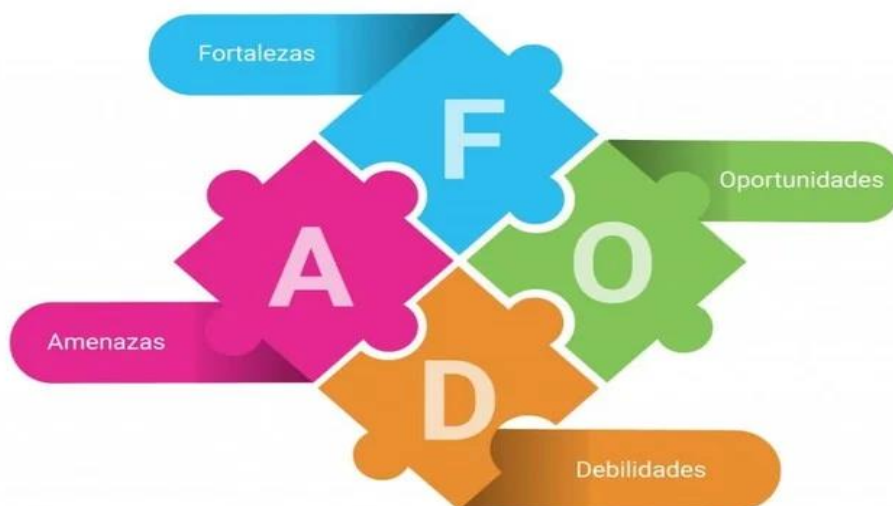 Fortalezas
F
Oportunidades
A
O
Amenazas
D
Debilidades